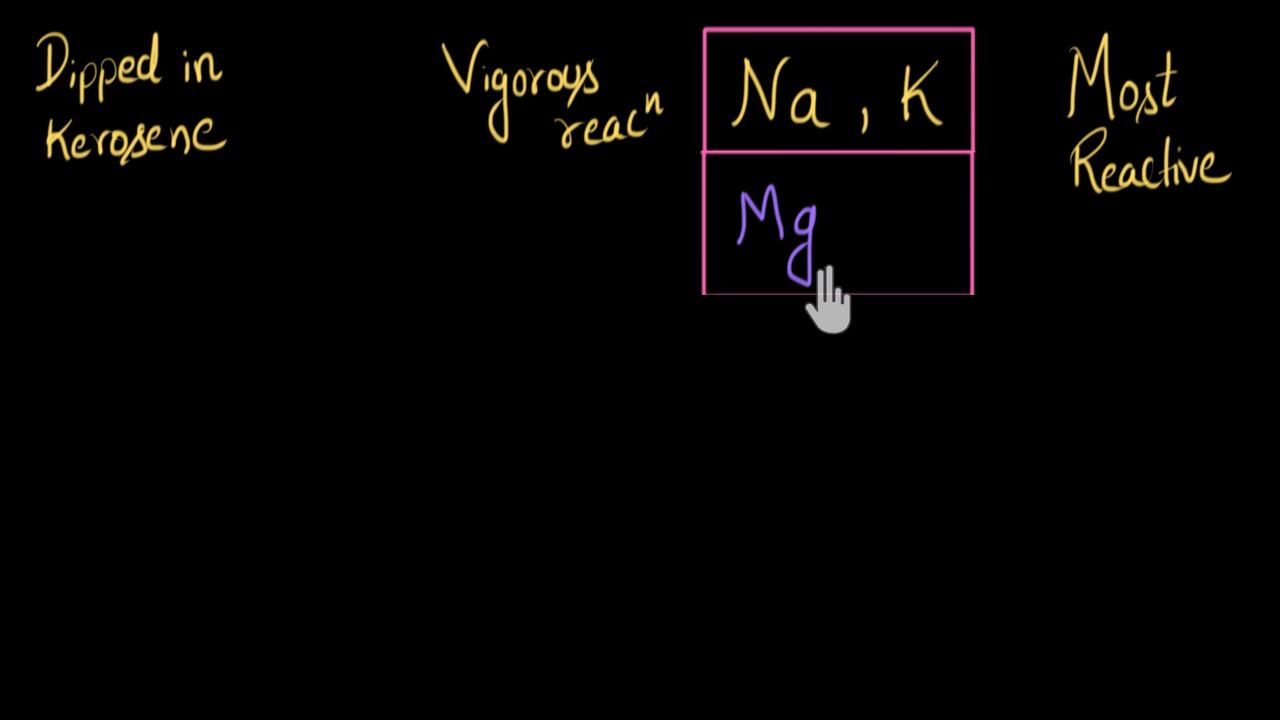 Dipped in
Kerosene
Vigorous
reacⁿ
Na, K
Most
Reactive
Mg